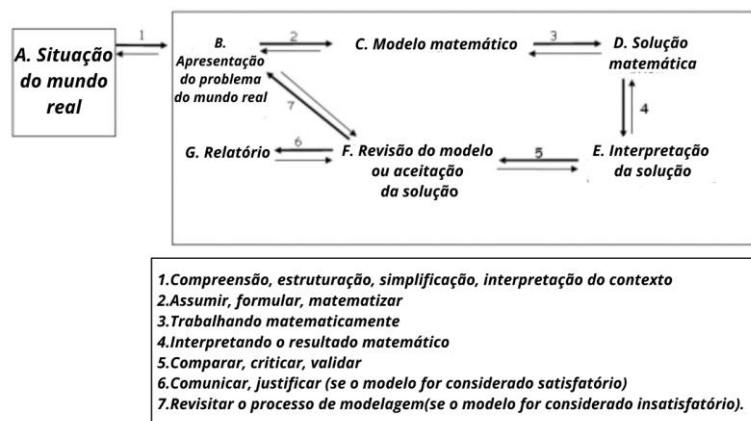 A. Situação
do mundo
real
1
B.
Apresentação
do problema
do mundo real
2
C. Modelo matemático
3
D. Solução
matemática
4
7
G. Relatório
6
F. Revisão do modelo
ou aceitação
da solução
5
E. Interpretação
da solução
1.Compreensão, estruturação, simplificação, interpretação do contexto
2.Assumir, formular, matematizar
3.Trabalhando matematicamente
4.Interpretando o resultado matemático
5.Comparar, criticar, validar
6.Comunicar, justificar (se o modelo for considerado satisfatório)
7.Revisitar o processo de modelagem(se o modelo for considerado insatisfatório).